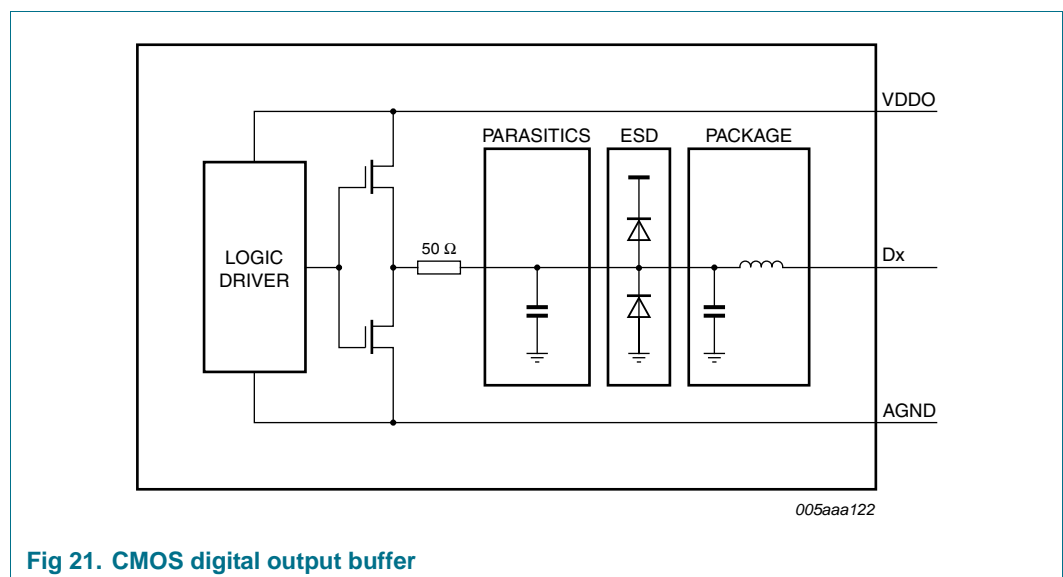 VDDO
PARASITICS ESD PACKAGE
50 Ω
LOGIC
DRIVER
Dx
AGND
005aaa122
Fig 21. CMOS digital output buffer